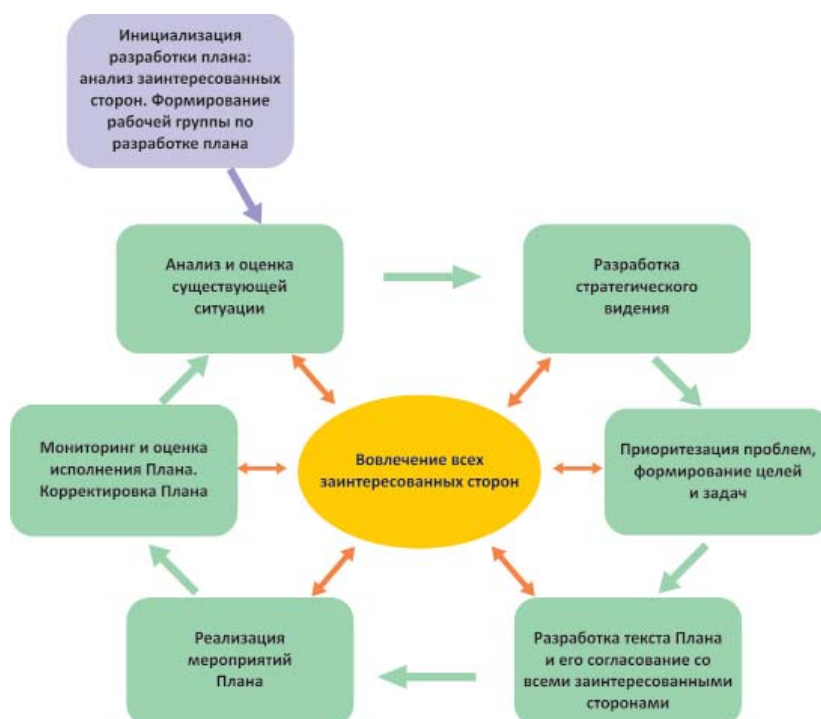 Инициализация
разработки плана:
анализ заинтересованных
сторон. Формирование
рабочей группы по
разработке плана
Анализ и оценка
существующей
ситуации
Разработка
стратегического
видения
Мониторинг и оценка
исполнения Плана.
Корректировка Плана
Вовлечение всех
заинтересованных сторон
Приоритезация проблем,
формирование целей
и задач
Реализация
мероприятий
Плана
Разработка текста Плана
и его согласование со
всеми заинтересованными
сторонами